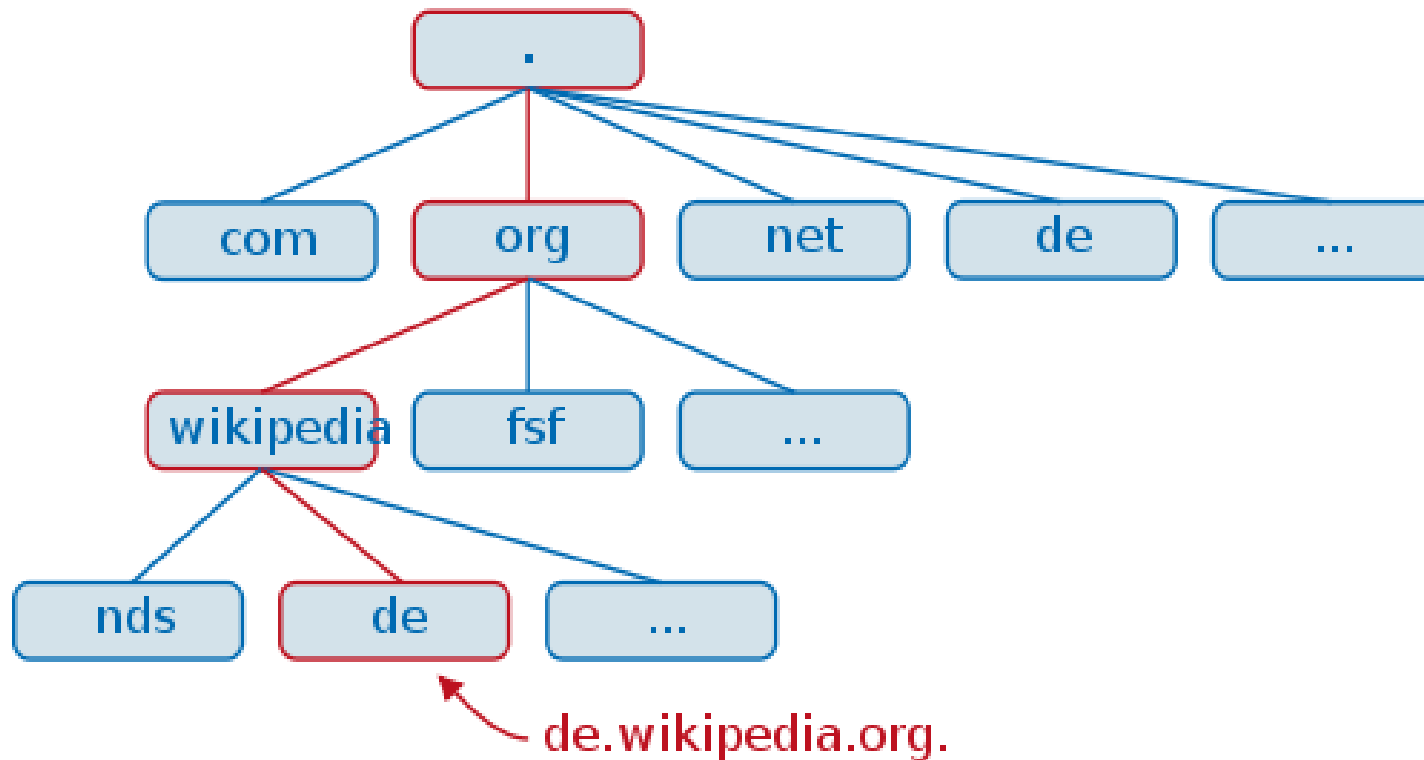 .
com org net de ...
wikipedia fsf ...
nds de ...
de.wikipedia.org.